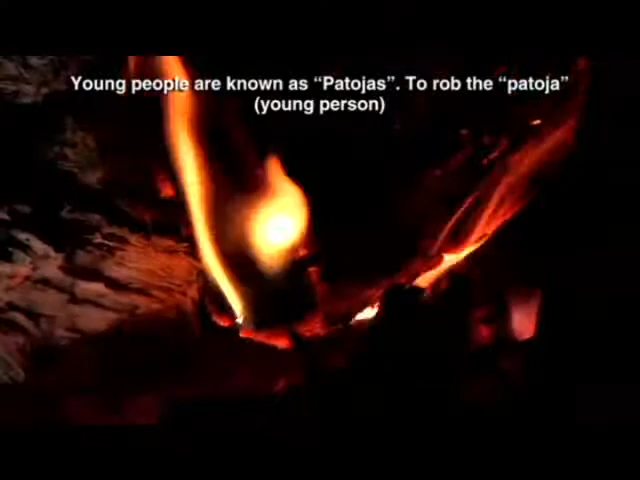 Young people are known as “Patojas”. To rob the “patoja”
(young person)